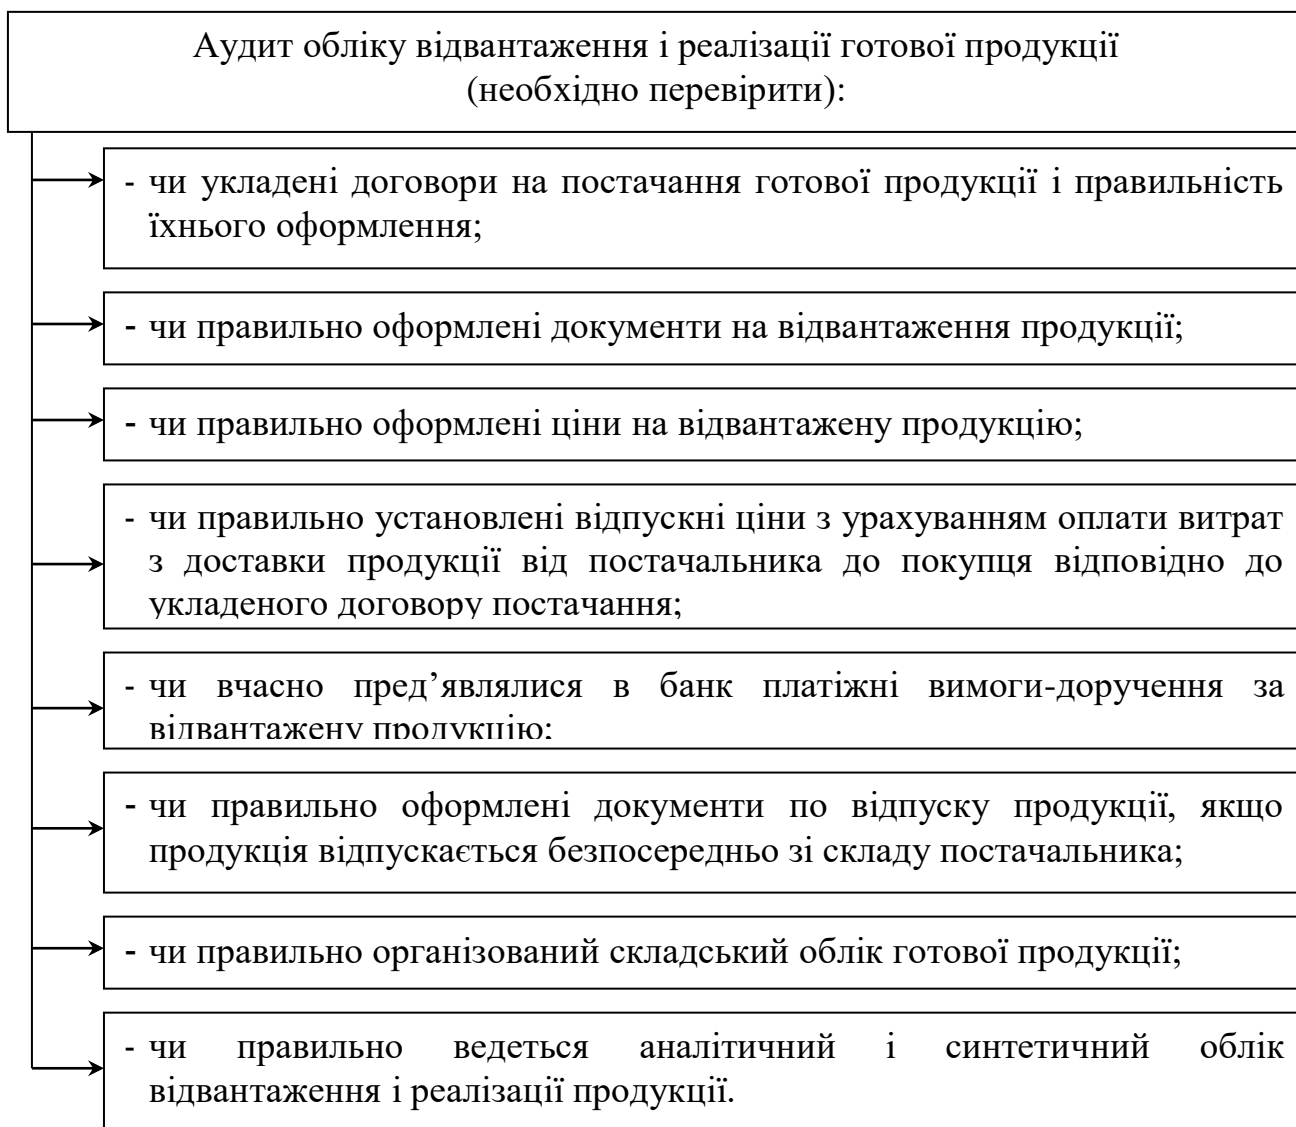 Аудит обліку відвантаження і реалізації готової продукції
(необхідно перевірити):
- чи укладені договори на постачання готової продукції і правильність
їхнього оформлення;
- чи правильно оформлені документи на відвантаження продукції;
- чи правильно оформлені ціни на відвантажену продукцію;
- чи правильно установлені відпускні ціни з урахуванням оплати витрат
з доставки продукції від постачальника до покупця відповідно до
укладеного договору постачання;
- чи вчасно пред’являлися в банк платіжні вимоги-доручення за
відвантажену продукцію;
- чи правильно оформлені документи по відпуску продукції, якщо
продукція відпускається безпосередньо зі складу постачальника;
- чи правильно організований складський облік готової продукції;
- чи правильно ведеться аналітичний і синтетичний облік
відвантаження і реалізації продукції.